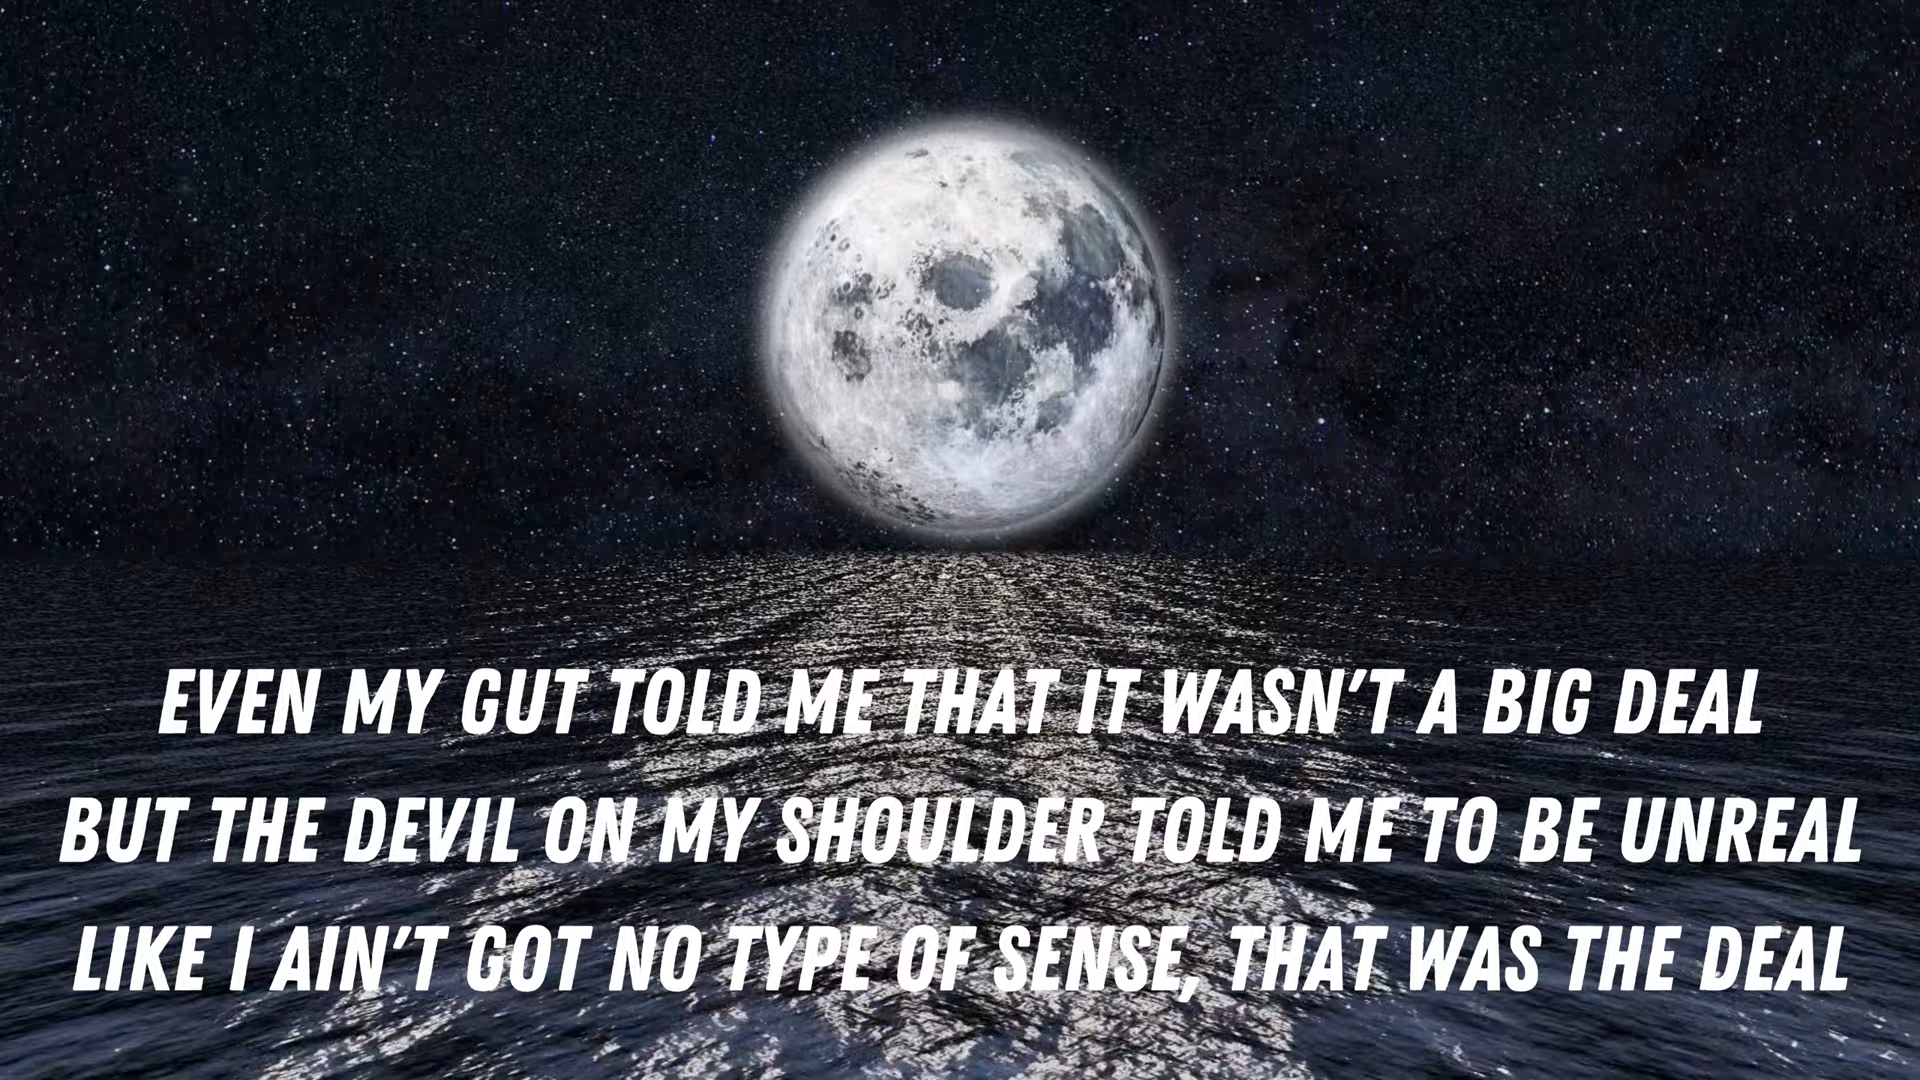 EVEN MY GUT TOLD ME THAT IT WASN'T A BIG DEAL
BUT THE DEVIL ON MY SHOULDER TOLD ME TO BE UNREAL
LIKE I AIN'T GOT NO TYPE OF SENSE, THAT WAS THE DEAL